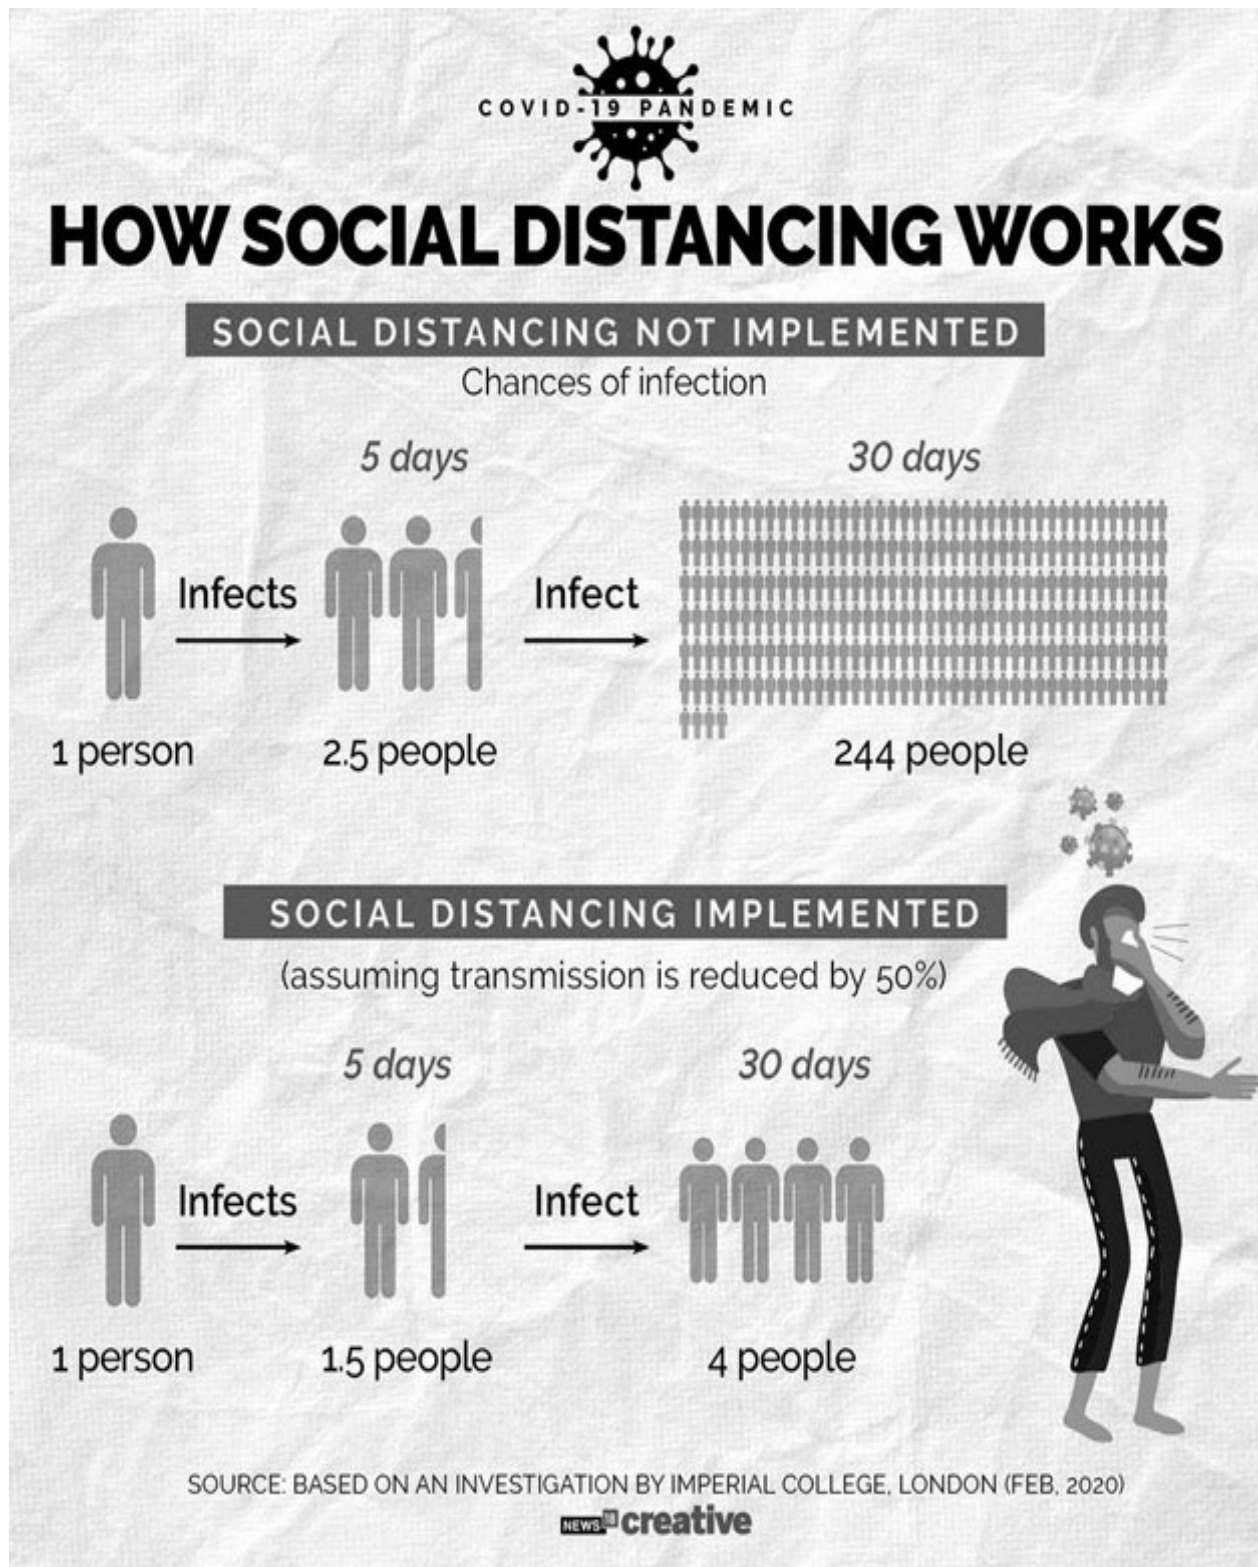 COVID-19 PANDEMIC
HOW SOCIAL DISTANCING WORKS
SOCIAL DISTANCING NOT IMPLEMENTED
Chances of infection
5 days 30 days
Infects Infect
1 person 2.5 people 244 people
SOCIAL DISTANCING IMPLEMENTED
(assuming transmission is reduced by 50%)
5 days 30 days
Infects Infect
1 person 1.5 people 4 people
SOURCE: BASED ON AN INVESTIGATION BY IMPERIAL COLLEGE, LONDON (FEB, 2020)
NEWS creative